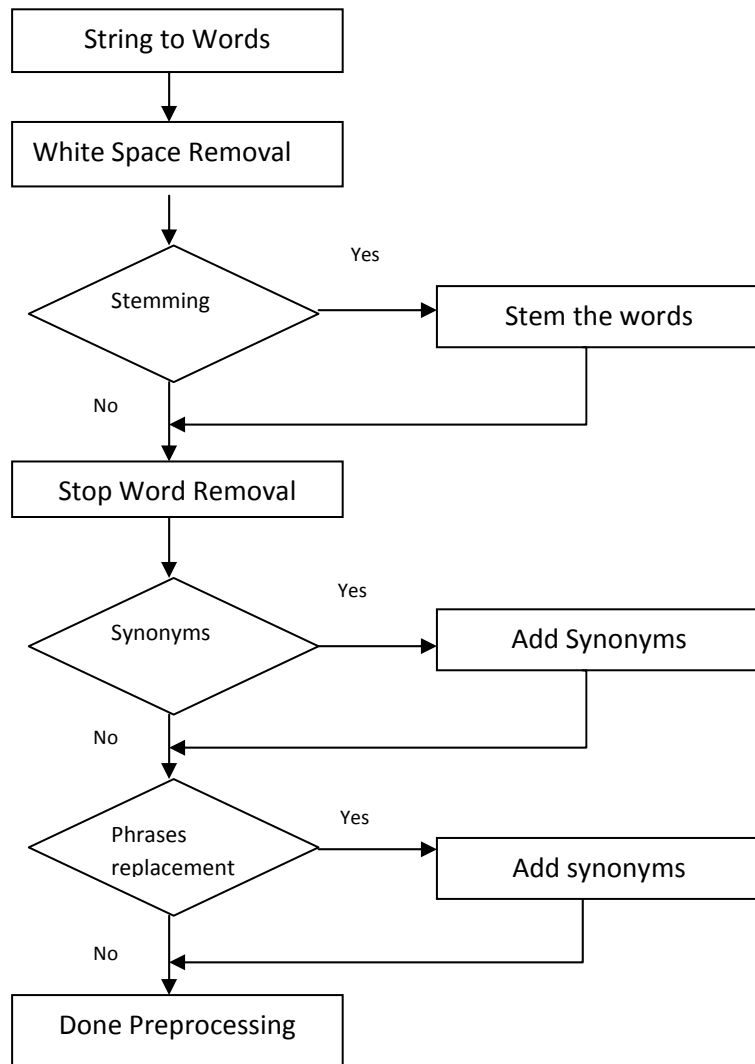 String to Words
White Space Removal
Yes
Stemming
Stem the words
No
Stop Word Removal
Yes
Synonyms
Add Synonyms
No
Yes
Phrases
replacement
Add synonyms
No
Done Preprocessing